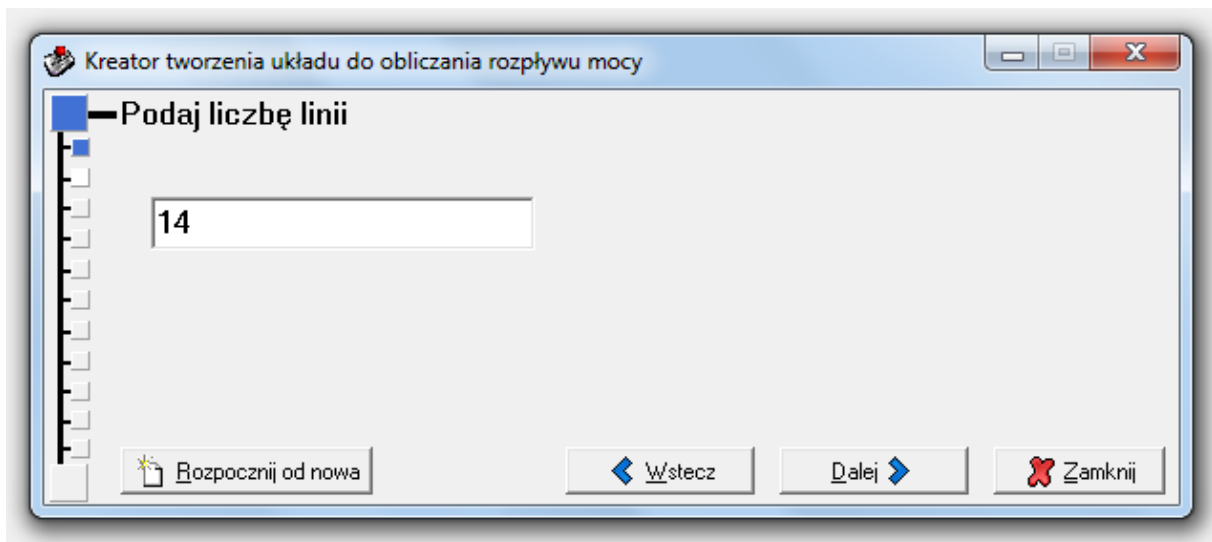 Kreator tworzenia układu do obliczania rozpływu mocy
Podaj liczbę linii
14
Rozpocznij od nowa
Wstecz
Dalej
Zamknij